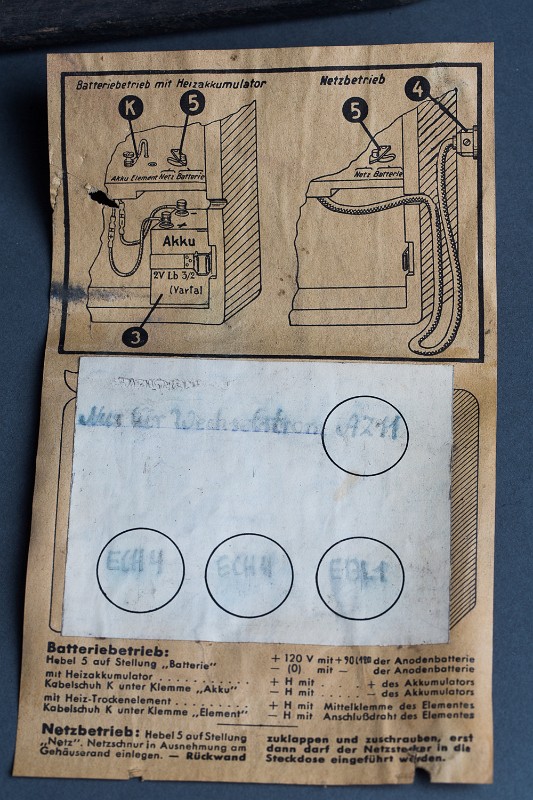 Batteriebetrieb mit Heizakkumulator
Netzbetrieb
K
5
5
4
Akku Element Netz Batterie
Netz Batterie
Akku
2V Lb 3/2
(Varta)
3
Nur für Wechselstrom AZ11
ECH4 ECH4 EBL1
Batteriebetrieb:
Hebel 5 auf Stellung „Batterie"
mit Heizakkumulator
Kabelschuh K unter Klemme „Akku"
mit Heiz-Trockenelement
Kabelschuh K unter Klemme „Element"
+ 120 V mit + 90 der Anodenbatterie
— (0) mit — der Anodenbatterie
+ H mit . . . + des Akkumulators
— H mit . . . — des Akkumulators
+ H mit Mittelklemme des Elementes
— H mit Anschlußdraht des Elementes
Netzbetrieb: Hebel 5 auf Stellung
„Netz". Netzschnur in Ausnehmung am
Gehäuserand einlegen. — Rückwand
zuklappen und zuschrauben, erst
dann darf der Netzstecker in die
Steckdose eingeführt werden.